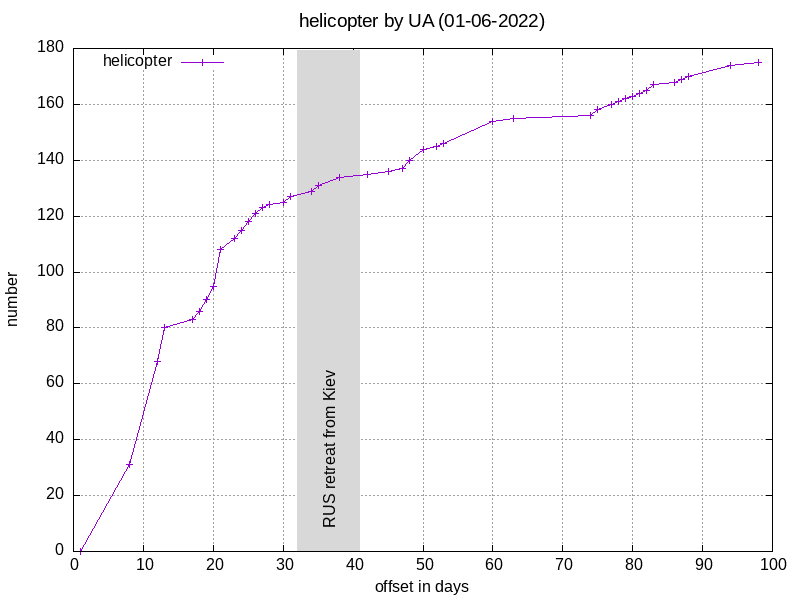 helicopter by UA (01-06-2022)
helicopter
180
160
140
120
100
80
60
40
20
0
number
RUS retreat from Kiev
0 10 20 30 40 50 60 70 80 90 100
offset in days